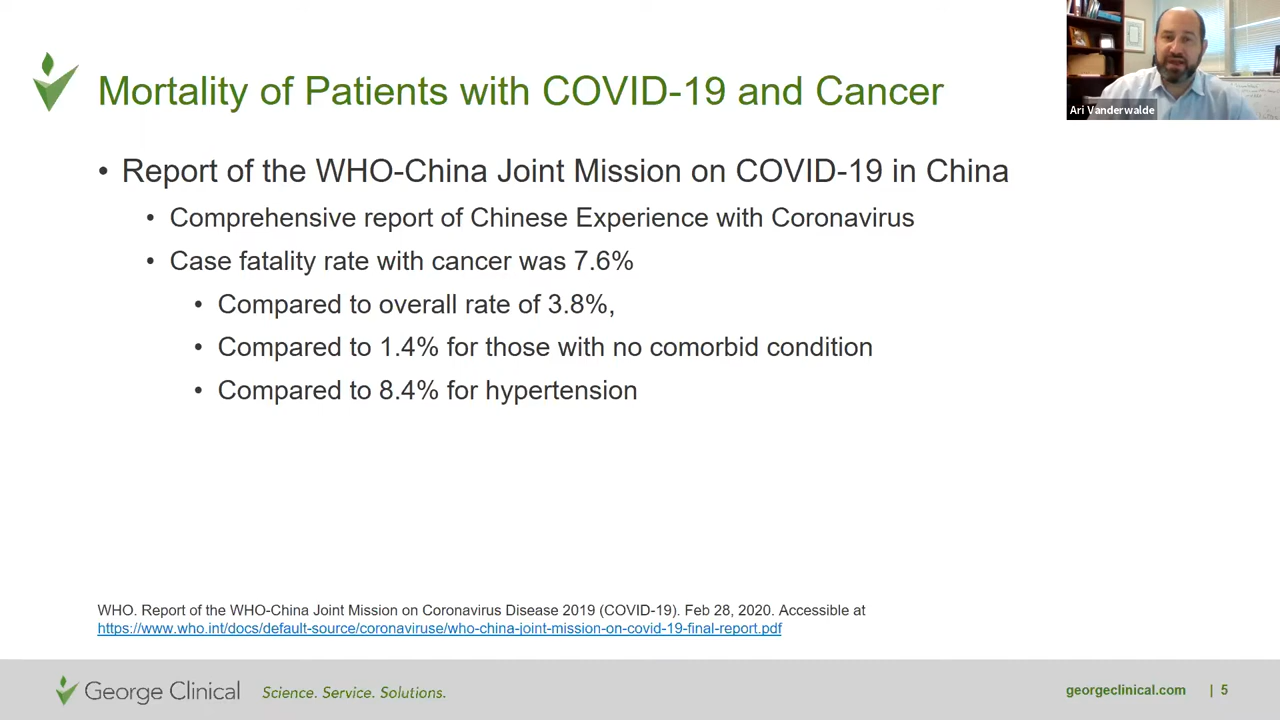 Mortality of Patients with COVID-19 and Cancer
Ari Vanderwalde
• Report of the WHO-China Joint Mission on COVID-19 in China
• Comprehensive report of Chinese Experience with Coronavirus
• Case fatality rate with cancer was 7.6%
• Compared to overall rate of 3.8%,
• Compared to 1.4% for those with no comorbid condition
• Compared to 8.4% for hypertension
WHO. Report of the WHO-China Joint Mission on Coronavirus Disease 2019 (COVID-19). Feb 28, 2020. Accessible at
https://www.who.int/docs/default-source/coronaviruse/who-china-joint-mission-on-covid-19-final-report.pdf
George Clinical Science. Service. Solutions.
georgeclinical.com | 5